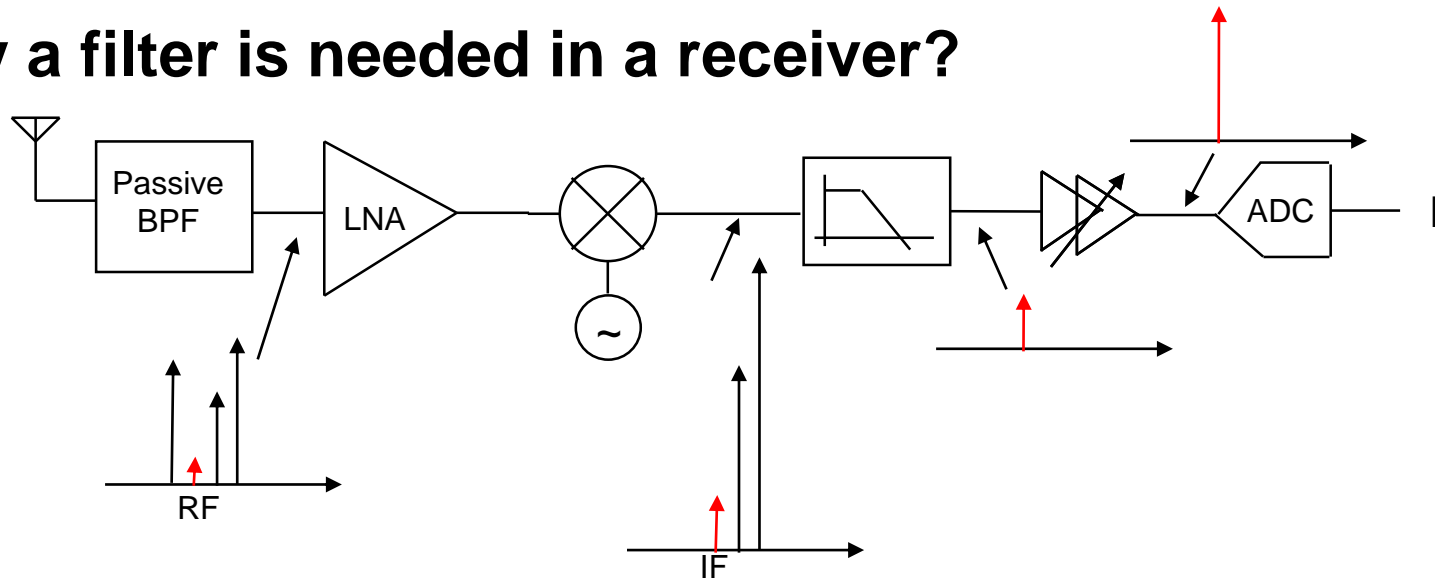 y a filter is needed in a receiver?
Passive
BPF
LNA
ADC
~
RF
IF